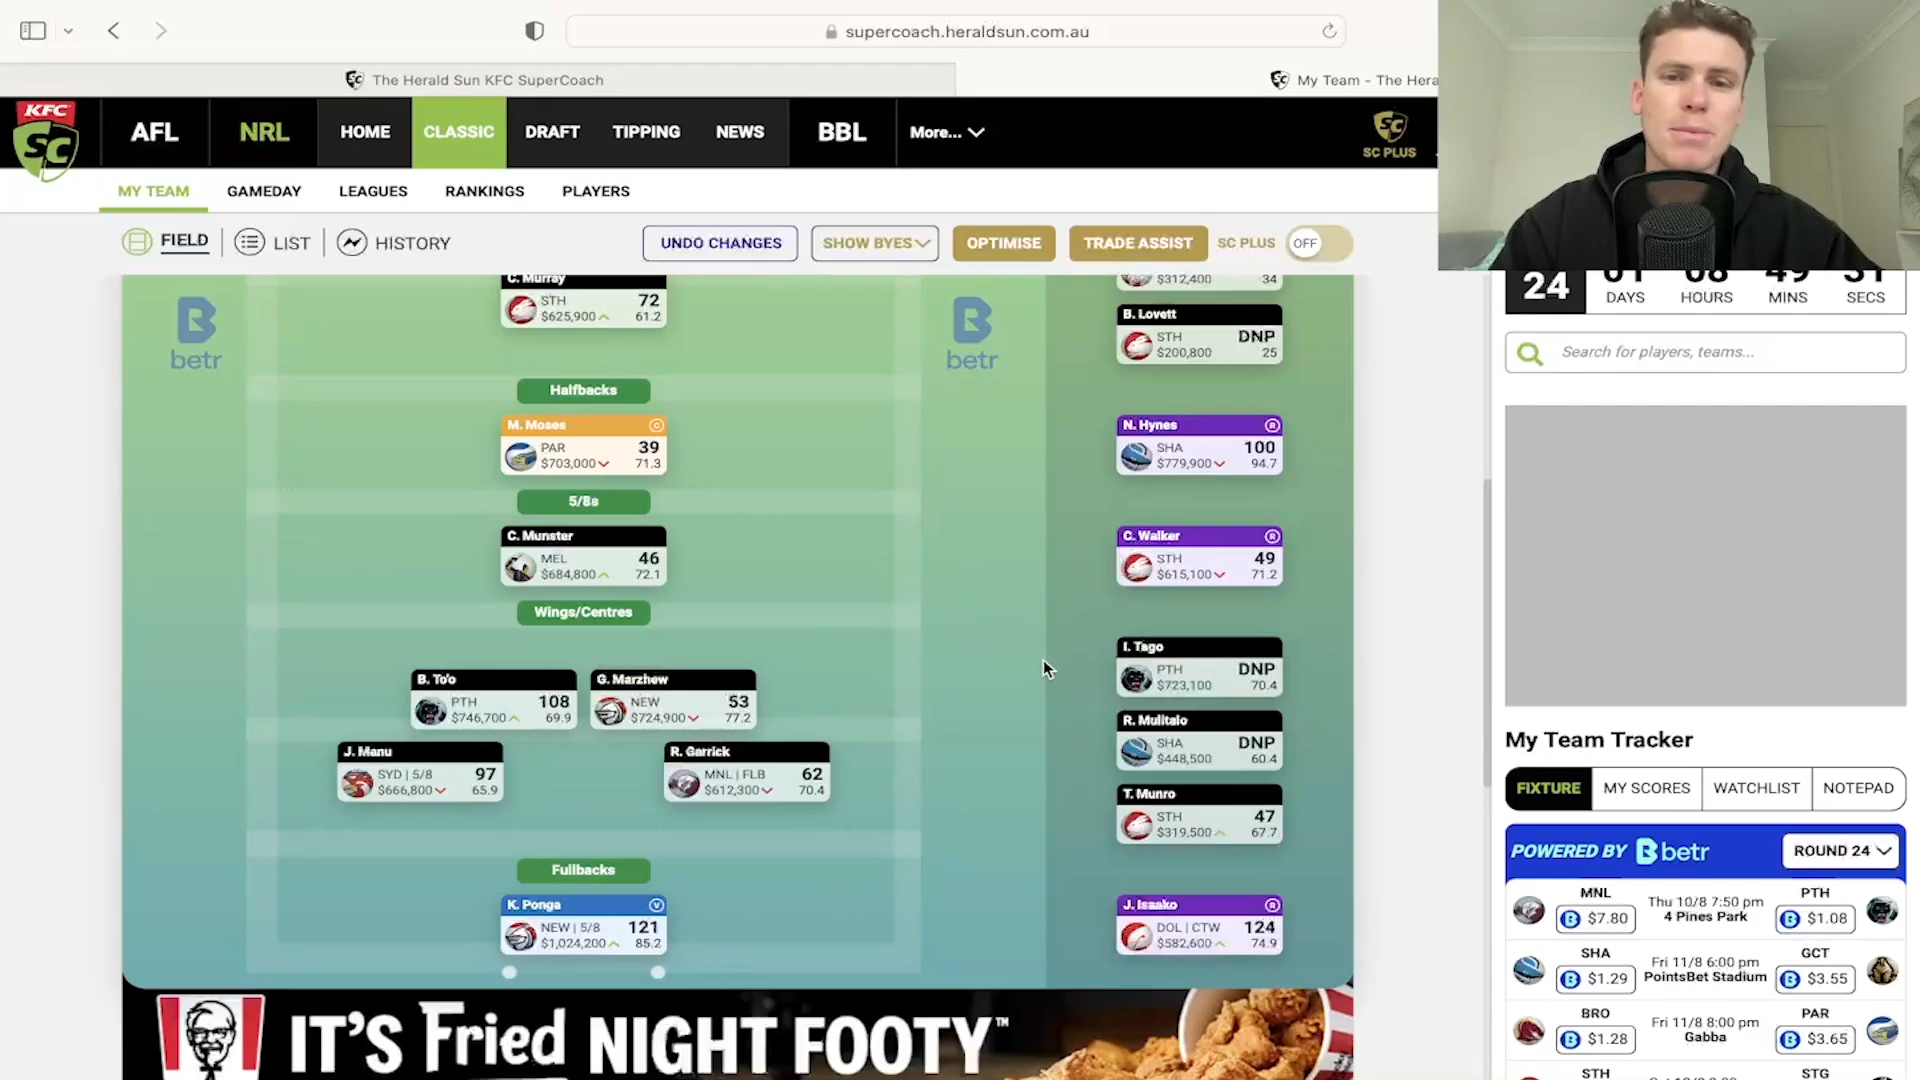 supercoach.heraldsun.com.au
The Herald Sun KFC SuperCoach
My Team - The Hera
KFC
SC
AFL
NRL
HOME
CLASSIC
DRAFT
TIPPING
NEWS
BBL
More...
SC
SC PLUS
MY TEAM
GAMEDAY
LEAGUES
RANKINGS
PLAYERS
FIELD
LIST
HISTORY
UNDO CHANGES
SHOW BYES
OPTIMISE
TRADE ASSIST
SC PLUS
OFF
betr
betr
C. Murray
STH 72
$625,900 61.2
$312,400 34
B. Lovett
STH DNP
$200,800 25
Halfbacks
M. Moses C
PAR 39
$703,000 71.3
N. Hynes R
SHA 100
$779,900 94.7
5/8s
C. Munster
MEL 46
$684,800 72.1
C. Walker R
STH 49
$615,100 71.2
Wings/Centres
B. To'o
PTH 108
$746,700 69.9
G. Marzhew
NEW 53
$724,900 77.2
J. Manu
SYD | 5/8 97
$666,800 65.9
R. Garrick
MNL | FLB 62
$612,300 70.4
I. Tago
PTH DNP
$723,100 70.4
R. Mulitalo
SHA DNP
$448,500 60.4
T. Munro
STH 47
$319,500 67.7
Fullbacks
K. Ponga V
NEW | 5/8 121
$1,024,200 85.2
J. Isaako R
DOL | CTW 124
$582,600 74.9
IT'S Fried NIGHT FOOTY™
24
01 08 49 31
DAYS HOURS MINS SECS
Search for players, teams...
My Team Tracker
FIXTURE
MY SCORES
WATCHLIST
NOTEPAD
POWERED BY betr
ROUND 24
MNL Thu 10/8 7:50 pm PTH
$7.80 4 Pines Park $1.08
SHA Fri 11/8 6:00 pm GCT
$1.29 PointsBet Stadium $3.55
BRO Fri 11/8 8:00 pm PAR
$1.28 Gabba $3.65
STH STG